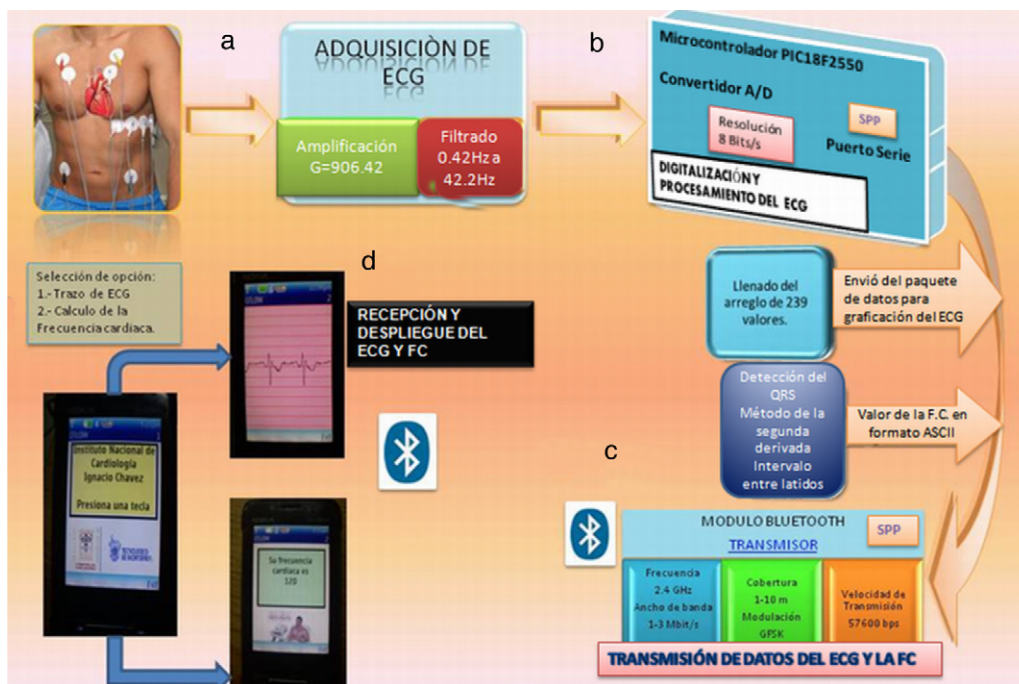 a
ADQUISICIÒN DE
ECG
Amplificación
G=906.42
Filtrado
0.42Hz a
42.2Hz
b
Microcontrolador PIC18F2550
Convertidor A/D
Resolución
8 Bits/s
SPP
Puerto Serie
DIGITALIZACIÓN Y
PROCESAMIENTO DEL ECG
Llenado del
arreglo de 239
valores.
Envió del paquete
de datos para
graficación del ECG
Detección del
QRS
Método de la
segunda
derivada
Intervalo
entre latidos
Valor de la F.C. en
formato ASCII
c
MODULO BLUETOOTH
TRANSMISOR
SPP
Frecuencia
2.4 GHz
Ancho de banda
1-3 Mbit/s
Cobertura
1-10 m
Modulación
GFSK
Velocidad de
Transmisión
57600 bps
TRANSMISIÓN DE DATOS DEL ECG Y LA FC
d
RECEPCIÓN Y
DESPLIEGUE DEL
ECG Y FC
Selección de opción:
1.- Trazo de ECG
2.- Calculo de la
Frecuencia cardiaca.
Instituto Nacional de
Cardiología
Ignacio Chavez
Presiona una tecla
Su frecuencia
cardiaca es
120